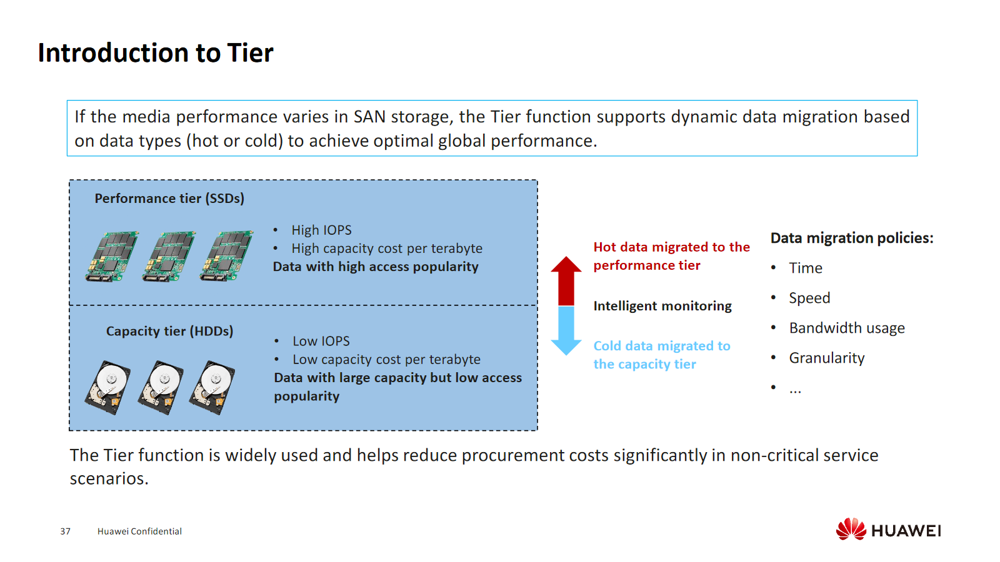 Introduction to Tier
If the media performance varies in SAN storage, the Tier function supports dynamic data migration based
on data types (hot or cold) to achieve optimal global performance.
Performance tier (SSDs)
• High IOPS
• High capacity cost per terabyte
Data with high access popularity
Capacity tier (HDDs)
• Low IOPS
• Low capacity cost per terabyte
Data with large capacity but low access
popularity
Hot data migrated to the
performance tier
Intelligent monitoring
Cold data migrated to
the capacity tier
Data migration policies:
• Time
• Speed
• Bandwidth usage
• Granularity
• ...
The Tier function is widely used and helps reduce procurement costs significantly in non-critical service
scenarios.
37 Huawei Confidential
HUAWEI